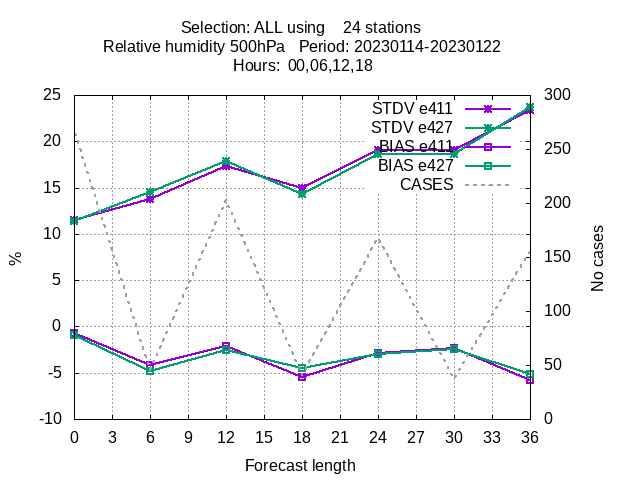 Selection: ALL using    24 stations
Relative humidity 500hPa   Period: 20230114-20230122
Hours:  00,06,12,18
STDV e411
STDV e427
BIAS e411
BIAS e427
CASES
25
20
15
10
5
0
-5
-10
%
300
250
200
150
100
50
0
No cases
0 3 6 9 12 15 18 21 24 27 30 33 36
Forecast length